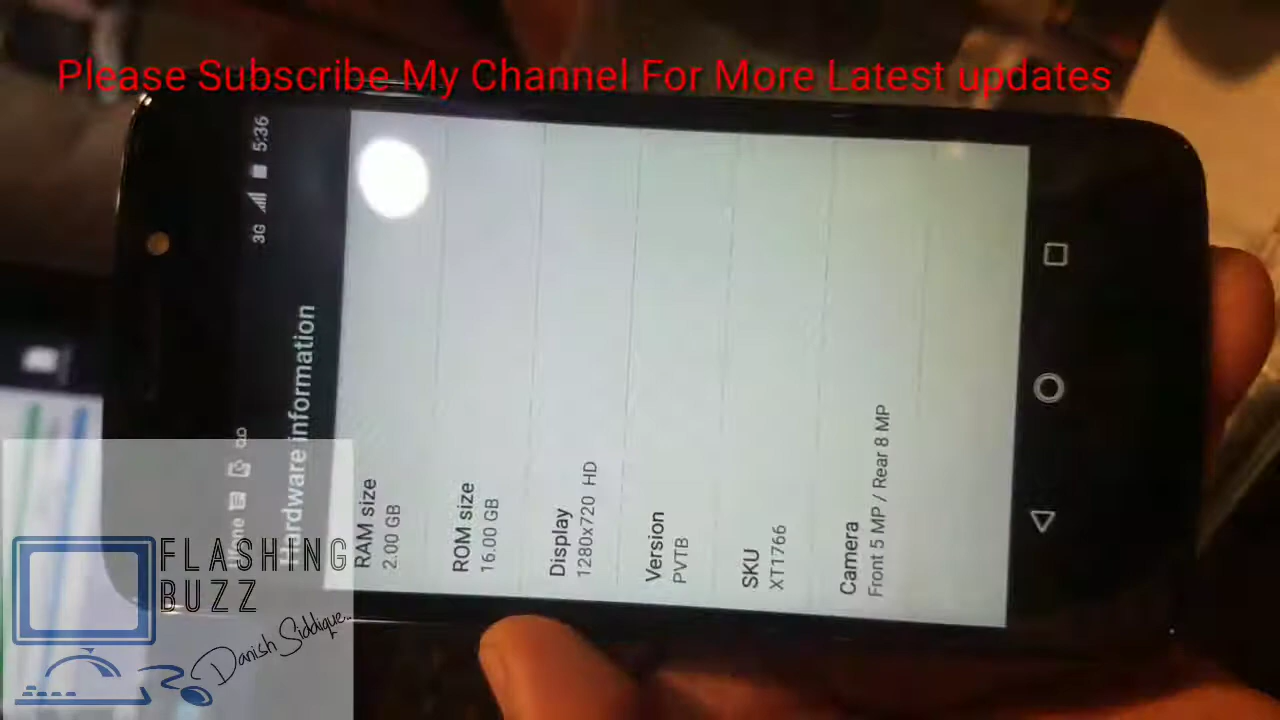 Please Subscribe My Channel For More Latest updates
3G 5:36
Hardware information
RAM size
2.00 GB
ROM size
16.00 GB
Display
1280x720 HD
Version
PVTB
SKU
XT1766
Camera
Front 5 MP / Rear 8 MP
FLASHING
BUZZ
Danish Siddique..